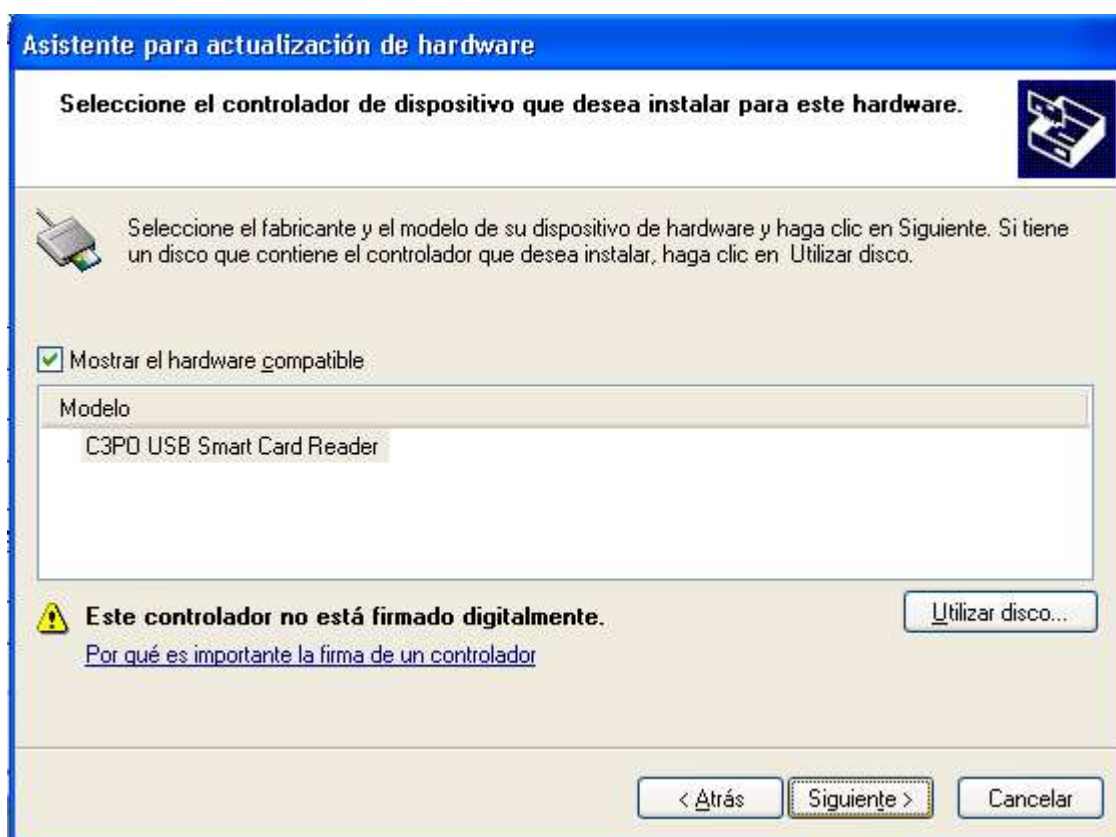 Asistente para actualización de hardware
Seleccione el controlador de dispositivo que desea instalar para este hardware.
Seleccione el fabricante y el modelo de su dispositivo de hardware y haga clic en Siguiente. Si tiene
un disco que contiene el controlador que desea instalar, haga clic en Utilizar disco.
Mostrar el hardware compatible
Modelo
C3PO USB Smart Card Reader
Este controlador no está firmado digitalmente.
Utilizar disco...
Por qué es importante la firma de un controlador
< Atrás
Siguiente >
Cancelar